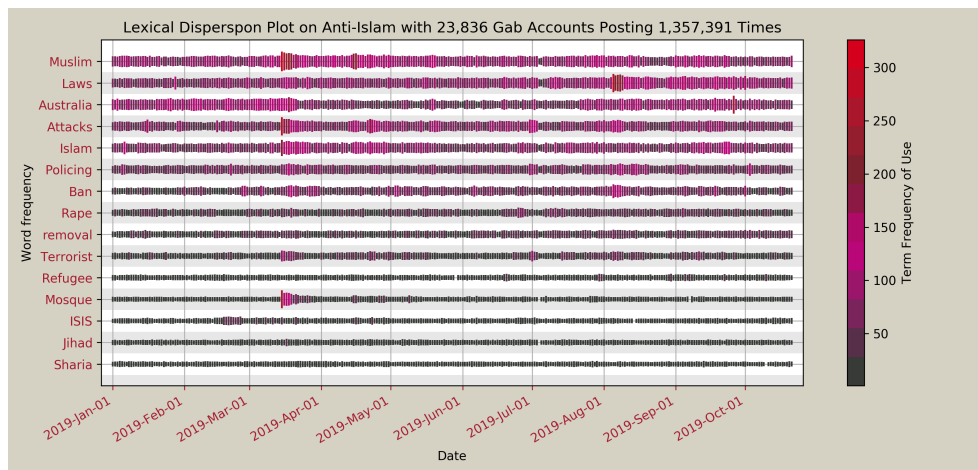 Lexical Disperspon Plot on Anti-Islam with 23,836 Gab Accounts Posting 1,357,391 Times
Word frequency
Muslim
Laws
Australia
Attacks
Islam
Policing
Ban
Rape
removal
Terrorist
Refugee
Mosque
ISIS
Jihad
Sharia
2019-Jan-01
2019-Feb-01
2019-Mar-01
2019-Apr-01
2019-May-01
2019-Jun-01
2019-Jul-01
2019-Aug-01
2019-Sep-01
2019-Oct-01
Date
300
250
200
150
100
50
Term Frequency of Use